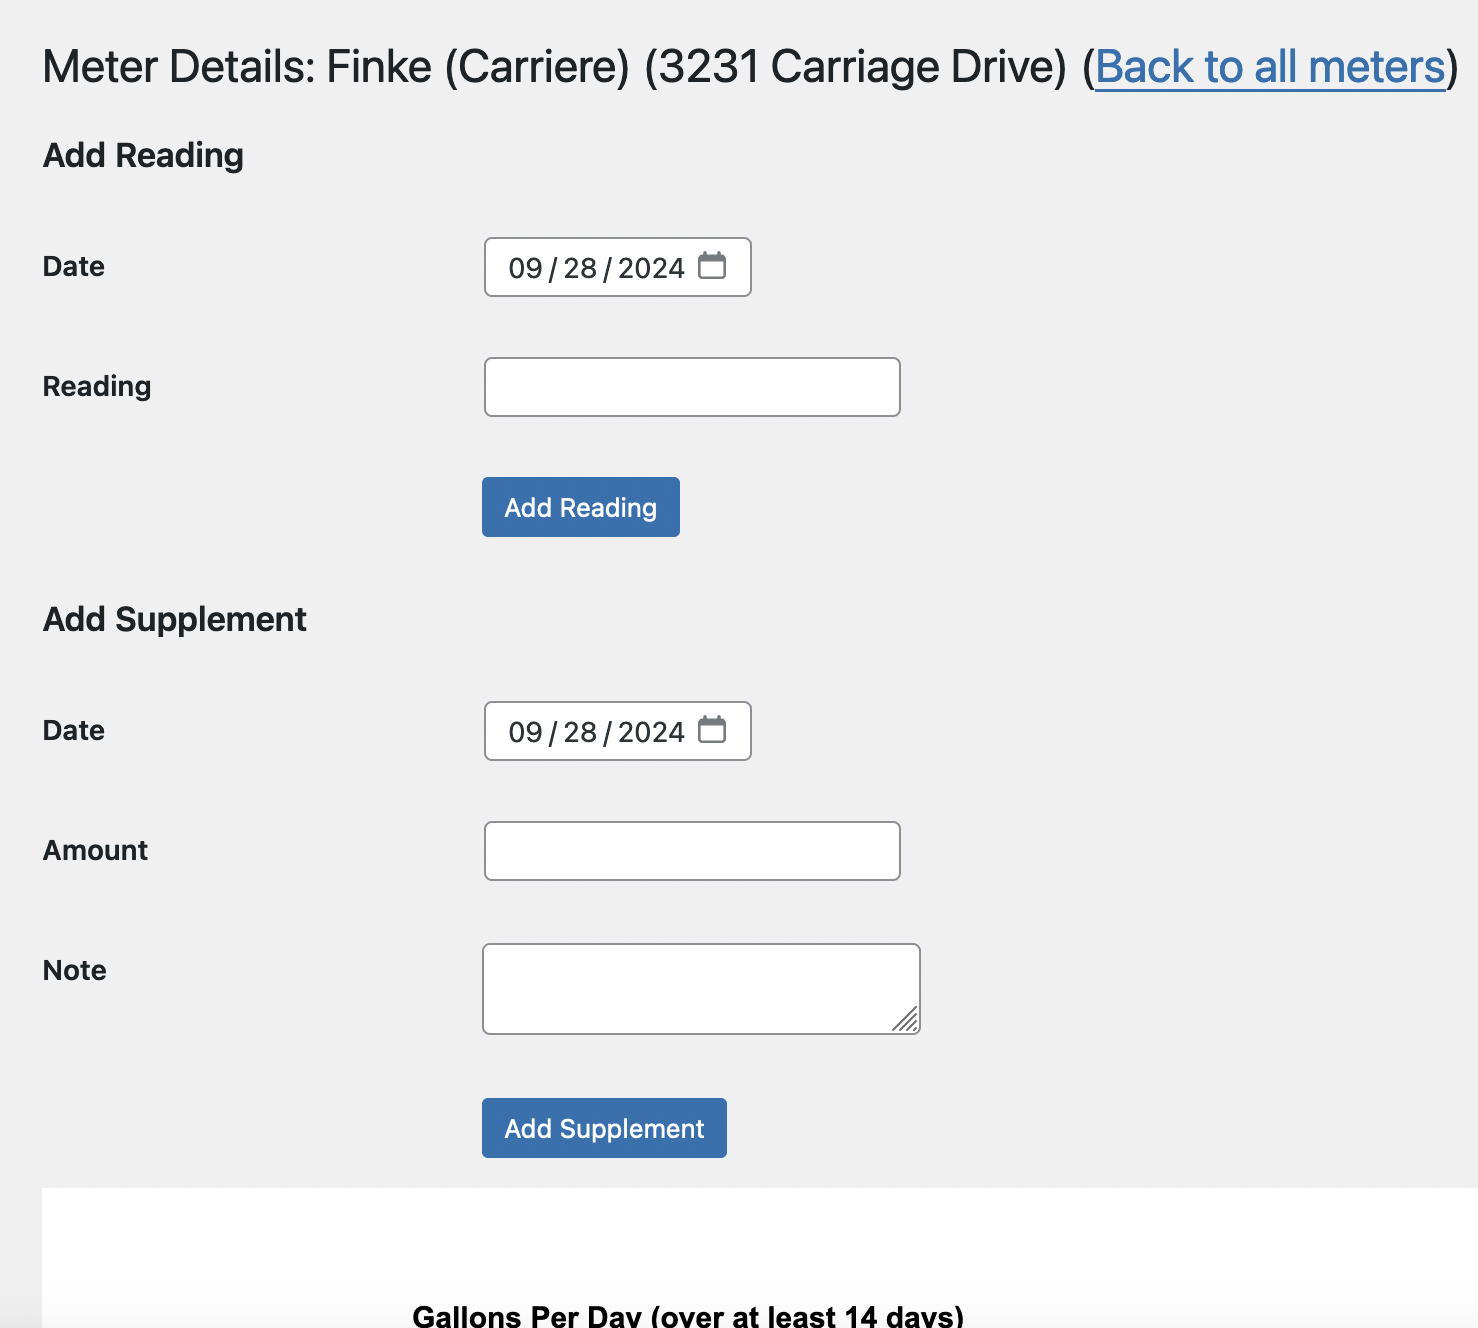 Meter Details: Finke (Carriere) (3231 Carriage Drive) (Back to all meters)
Add Reading
Date 09/28/2024
Reading
Add Reading
Add Supplement
Date 09/28/2024
Amount
Note
Add Supplement
Gallons Per Day (over at least 14 days)